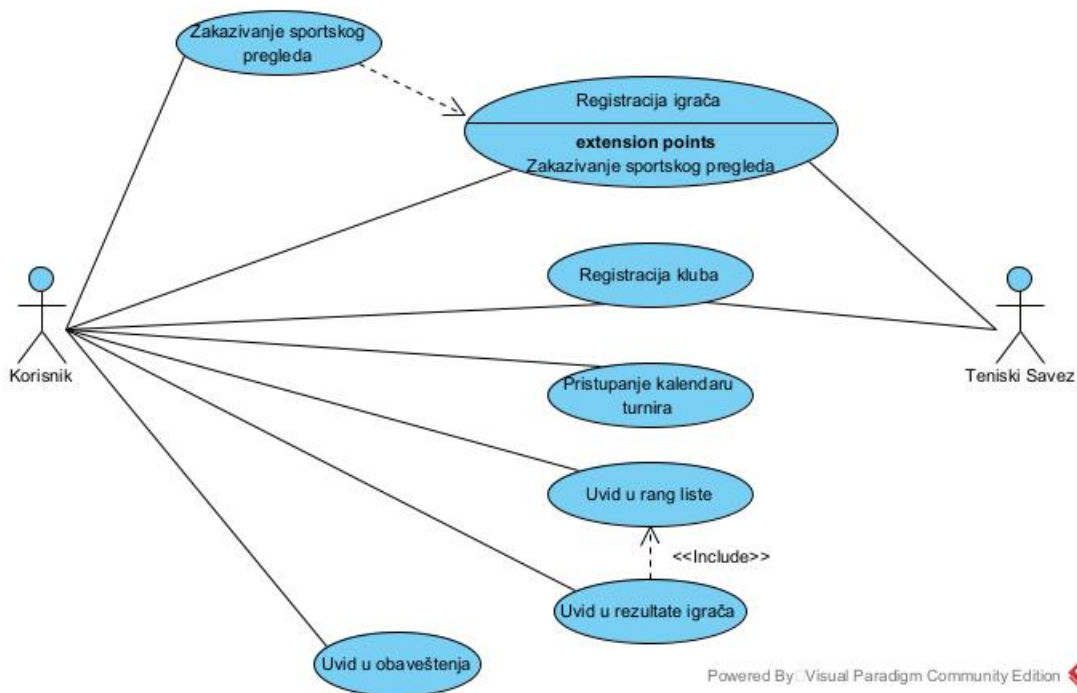 Zakazivanje sportskog
pregleda
Registracija igrača
extension points
Zakazivanje sportskog pregleda
Registracija kluba
Korisnik
Teniski Savez
Pristupanje kalendaru
turnira
Uvid u rang liste
<<Include>>
Uvid u rezultate igrača
Uvid u obaveštenja
Powered By Visual Paradigm Community Edition